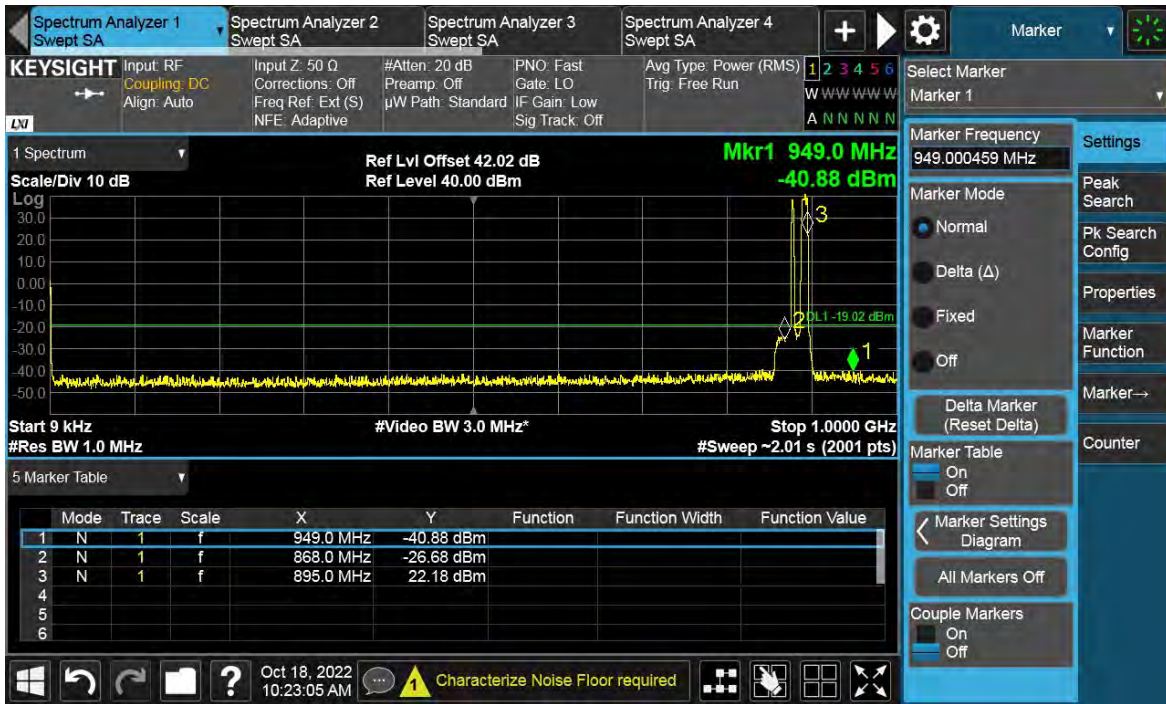 Spectrum Analyzer 1
Swept SA
Spectrum Analyzer 2
Swept SA
Spectrum Analyzer 3
Swept SA
Spectrum Analyzer 4
Swept SA
+
Marker
KEYSIGHT
LXI
Input: RF
Coupling: DC
Align: Auto
Input Z: 50 Ω
Corrections: Off
Freq Ref: Ext (S)
NFE: Adaptive
#Atten: 20 dB
Preamp: Off
µW Path: Standard
PNO: Fast
Gate: LO
IF Gain: Low
Sig Track: Off
Avg Type: Power (RMS)
Trig: Free Run
1 2 3 4 5 6
W W W W W W
A N N N N N
Select Marker
Marker 1
1 Spectrum
Scale/Div 10 dB
Ref Lvl Offset 42.02 dB
Ref Level 40.00 dBm
Mkr1 949.0 MHz
-40.88 dBm
Log
30.0
20.0
10.0
0.00
-10.0
-20.0
-30.0
-40.0
-50.0
3
2
DL1 -19.02 dBm
1
Start 9 kHz
#Video BW 3.0 MHz*
Stop 1.0000 GHz
#Res BW 1.0 MHz
#Sweep ~2.01 s (2001 pts)
Marker Frequency
949.000459 MHz
Marker Mode
Normal
Delta (Δ)
Fixed
Off
Delta Marker
(Reset Delta)
Marker Table
On
Off
Marker Settings
Diagram
All Markers Off
Couple Markers
On
Off
Settings
Peak
Search
Pk Search
Config
Properties
Marker
Function
Marker→
Counter
5 Marker Table
Mode Trace Scale X Y Function Function Width Function Value
1 N 1 f 949.0 MHz -40.88 dBm
2 N 1 f 868.0 MHz -26.68 dBm
3 N 1 f 895.0 MHz 22.18 dBm
4
5
6
?
Oct 18, 2022
10:23:05 AM
1
Characterize Noise Floor required